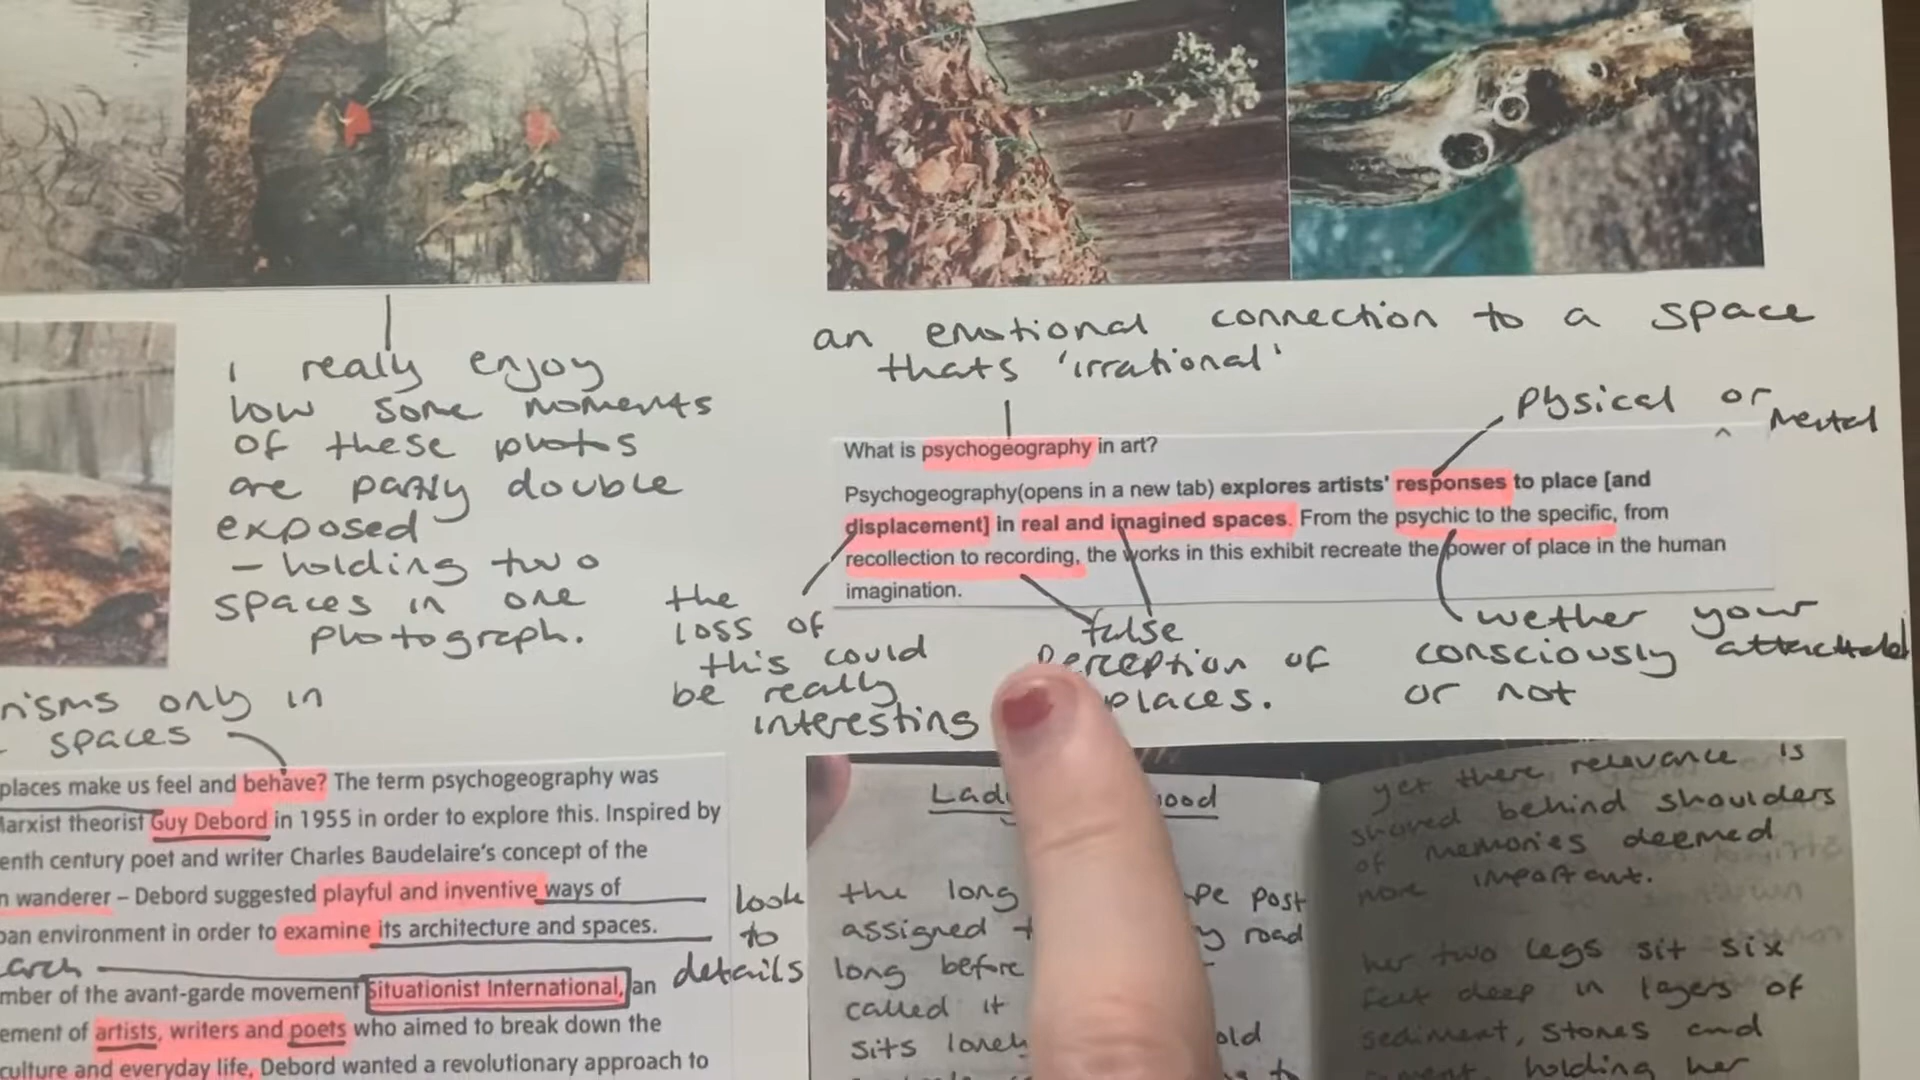 i really enjoy
how some moments
of these photos
are partly double
exposed
- holding two
spaces in one
photograph.
an emotional connection to a space
thats 'irrational'
Pysical or
^ mental
What is psychogeography in art?
Psychogeography(opens in a new tab) explores artists' responses to place [and
displacement] in real and imagined spaces. From the psychic to the specific, from
recollection to recording, the works in this exhibit recreate the power of place in the human
imagination.
the
loss of
this could
be really
interesting
false
Perception of
places.
wether your
consciously
or not
only in
spaces
places make us feel and behave? The term psychogeography was
Marxist theorist Guy Debord in 1955 in order to explore this. Inspired by
century poet and writer Charles Baudelaire's concept of the
wanderer – Debord suggested playful and inventive ways of
environment in order to examine its architecture and spaces.
look
to
details
of the avant-garde movement Situationist International, an
of artists, writers and poets who aimed to break down the
culture and everyday life, Debord wanted a revolutionary approach to
the long post
assigned road
long before
called it
sits
yet there relevance is
shoved behind shoulders
of memories deemed
more important.
her two legs sit six
feet deep in layers of
sediment, stones and
holding her